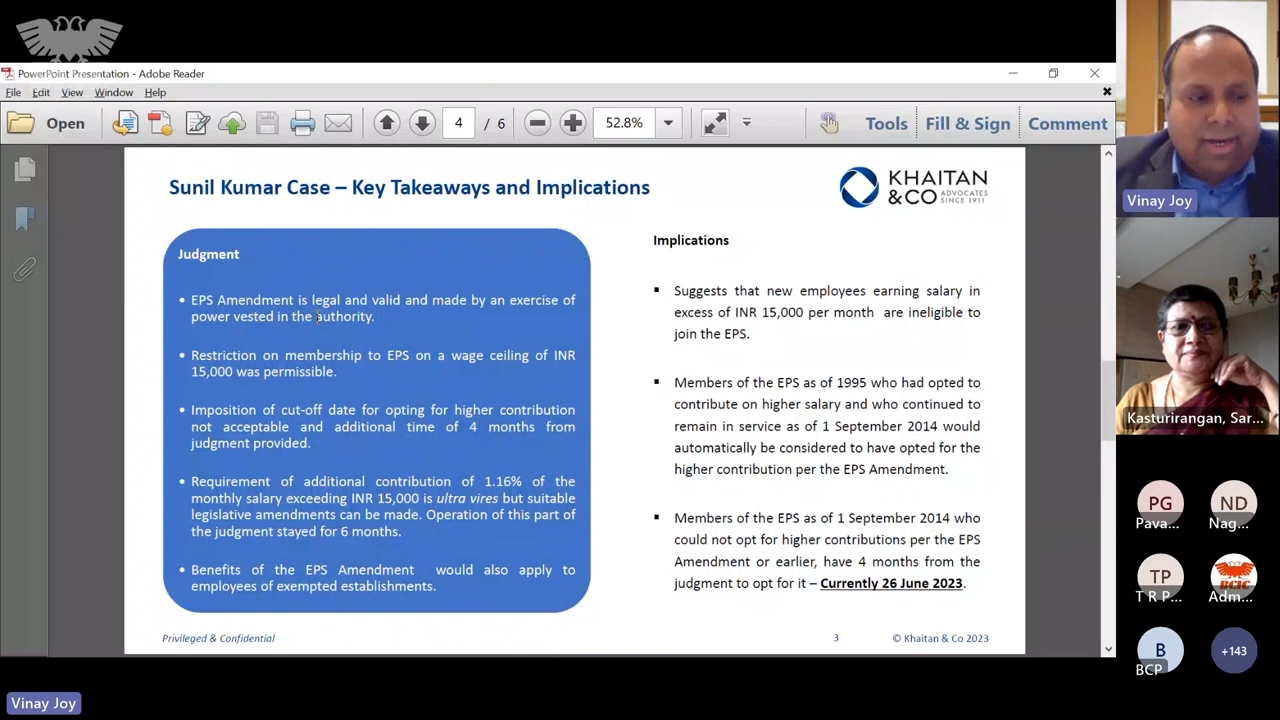 PowerPoint Presentation - Adobe Reader
File Edit View Window Help
Open
4 / 6
52.8%
Tools Fill & Sign Comment
Sunil Kumar Case – Key Takeaways and Implications
KHAITAN
&CO ADVOCATES
SINCE 1911
Judgment
• EPS Amendment is legal and valid and made by an exercise of
power vested in the authority.
• Restriction on membership to EPS on a wage ceiling of INR
15,000 was permissible.
• Imposition of cut-off date for opting for higher contribution
not acceptable and additional time of 4 months from
judgment provided.
• Requirement of additional contribution of 1.16% of the
monthly salary exceeding INR 15,000 is ultra vires but suitable
legislative amendments can be made. Operation of this part of
the judgment stayed for 6 months.
• Benefits of the EPS Amendment would also apply to
employees of exempted establishments.
Implications
▪ Suggests that new employees earning salary in
excess of INR 15,000 per month are ineligible to
join the EPS.
▪ Members of the EPS as of 1995 who had opted to
contribute on higher salary and who continued to
remain in service as of 1 September 2014 would
automatically be considered to have opted for the
higher contribution per the EPS Amendment.
▪ Members of the EPS as of 1 September 2014 who
could not opt for higher contributions per the EPS
Amendment or earlier, have 4 months from the
judgment to opt for it – Currently 26 June 2023.
Privileged & Confidential
3
© Khaitan & Co 2023
Vinay Joy
Kasturirangan, Sar...
PG
Pava...
ND
Nag...
TP
T R P...
BCIC
Adm...
B
BCP
+143
Vinay Joy